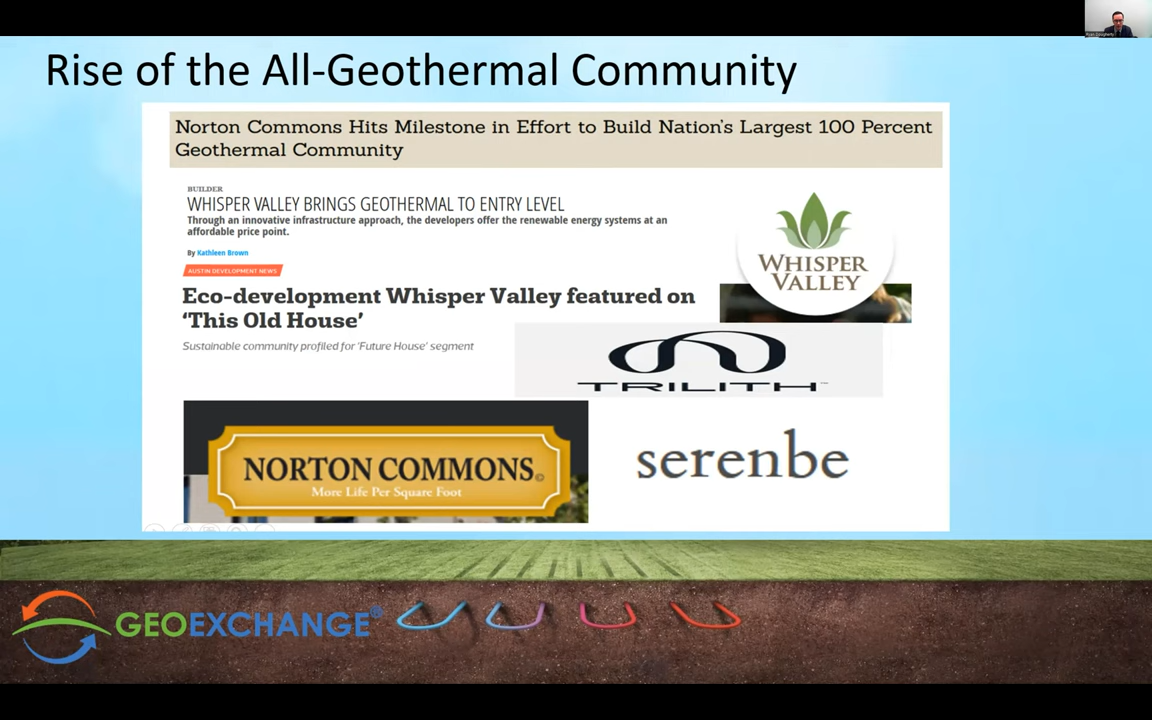 Rise of the All-Geothermal Community
Norton Commons Hits Milestone in Effort to Build Nation's Largest 100 Percent
Geothermal Community
BUILDER
WHISPER VALLEY BRINGS GEOTHERMAL TO ENTRY LEVEL
Through an innovative infrastructure approach, the developers offer the renewable energy systems at an
affordable price point.
By Kathleen Brown
AUSTIN DEVELOPMENT NEWS
Eco-development Whisper Valley featured on
‘This Old House’
Sustainable community profiled for ‘Future House’ segment
WHISPER
VALLEY
TRILITH™
NORTON COMMONS©
More Life Per Square Foot
serenbe
GEOEXCHANGE®